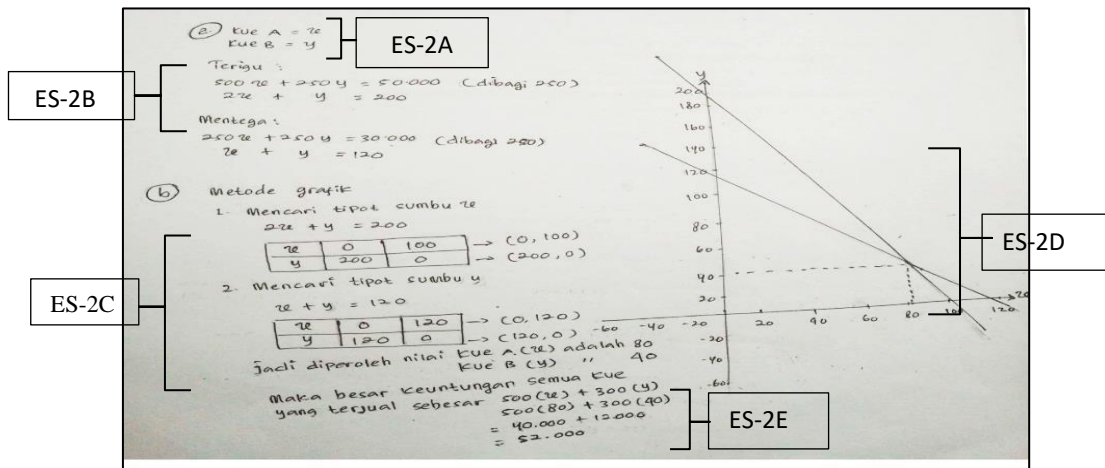 (a) Kue A = x
Kue B = y
ES-2A
Terigu :
500 x + 250 y = 50.000 (dibagi 250)
2x + y = 200
ES-2B
Mentega :
250 x + 250 y = 30.000 (dibagi 250)
x + y = 120
(b) Metode grafik
1. Mencari tipot sumbu x
2x + y = 200
x 0 100 → (0, 100)
y 200 0 → (200, 0)
2. Mencari tipot sumbu y
x + y = 120
x 0 120 → (0, 120)
y 120 0 → (120, 0)
ES-2C
jadi diperoleh nilai Kue A (x) adalah 80
Kue B (y) " 40
Maka besar keuntungan semua kue
yang terjual sebesar 500 (x) + 300 (y)
500 (80) + 300 (40)
= 40.000 + 12.000
= 52.000
ES-2E
y
200
180
160
140
120
100
80
60
40
20
-60 -40 -20 20 40 60 80 100 120 x
-20
-40
-60
ES-2D